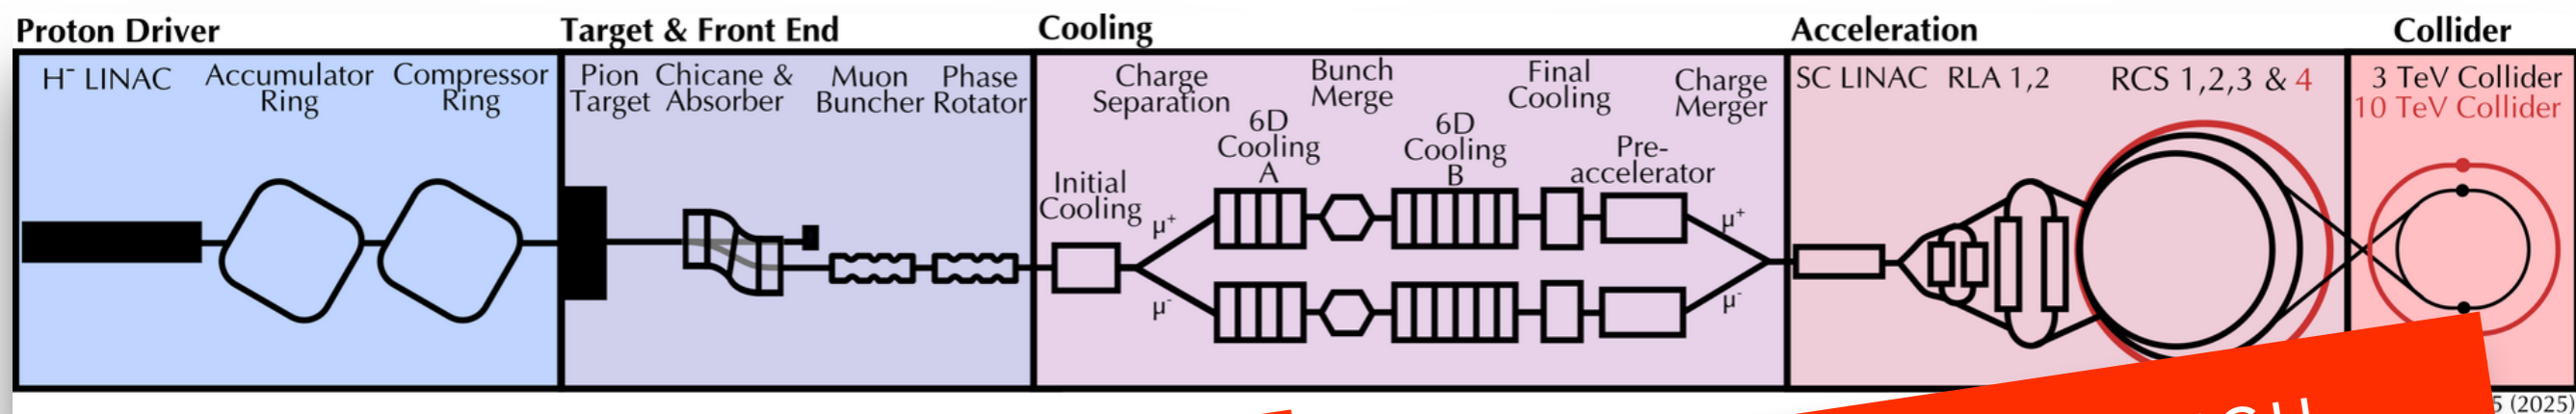 Proton Driver
Target & Front End
Cooling
Acceleration
Collider
H⁻ LINAC
Accumulator
Ring
Compressor
Ring
Pion
Target
Chicane &
Absorber
Muon
Buncher
Phase
Rotator
Initial
Cooling
Charge
Separation
6D
Cooling
A
Bunch
Merge
6D
Cooling
B
Final
Cooling
Pre-
accelerator
Charge
Merger
μ⁺
μ⁻
μ⁺
μ⁻
SC LINAC
RLA 1,2
RCS 1,2,3 & 4
3 TeV Collider
10 TeV Collider
(2025)